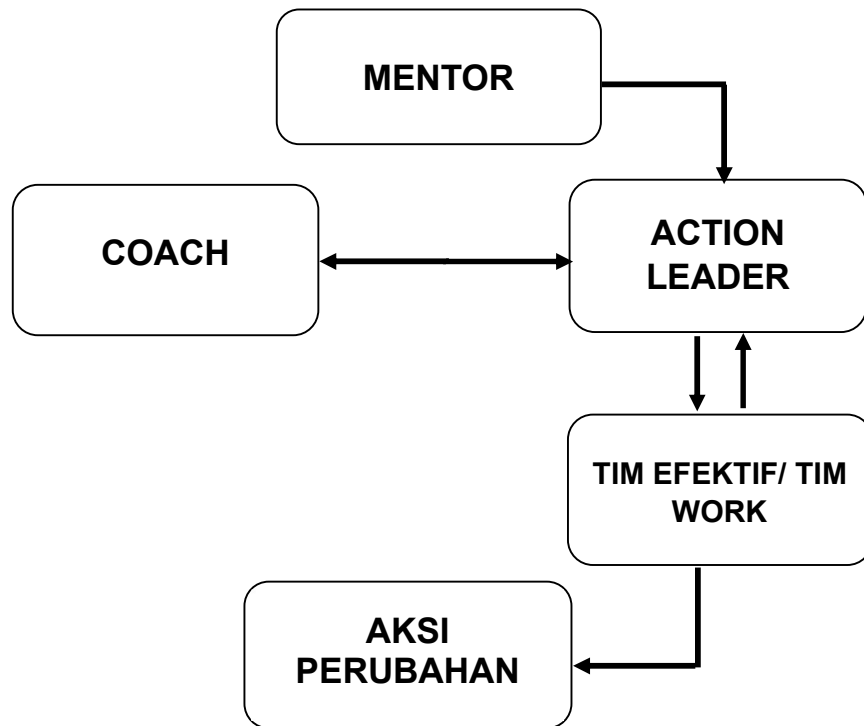 MENTOR
COACH
ACTION
LEADER
TIM EFEKTIF/ TIM
WORK
AKSI
PERUBAHAN